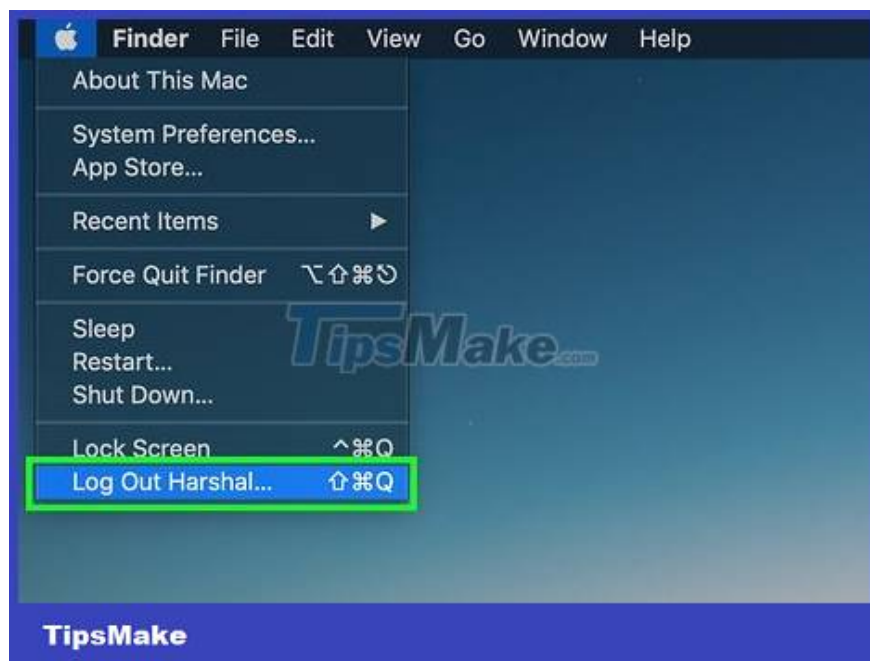 Finder File Edit View Go Window Help
About This Mac
System Preferences...
App Store...
Recent Items ▶
Force Quit Finder ⌥⇧⌘⎋
Sleep
Restart...
Shut Down...
Lock Screen ^⌘Q
Log Out Harshal... ⇧⌘Q
TipsMake.com
TipsMake